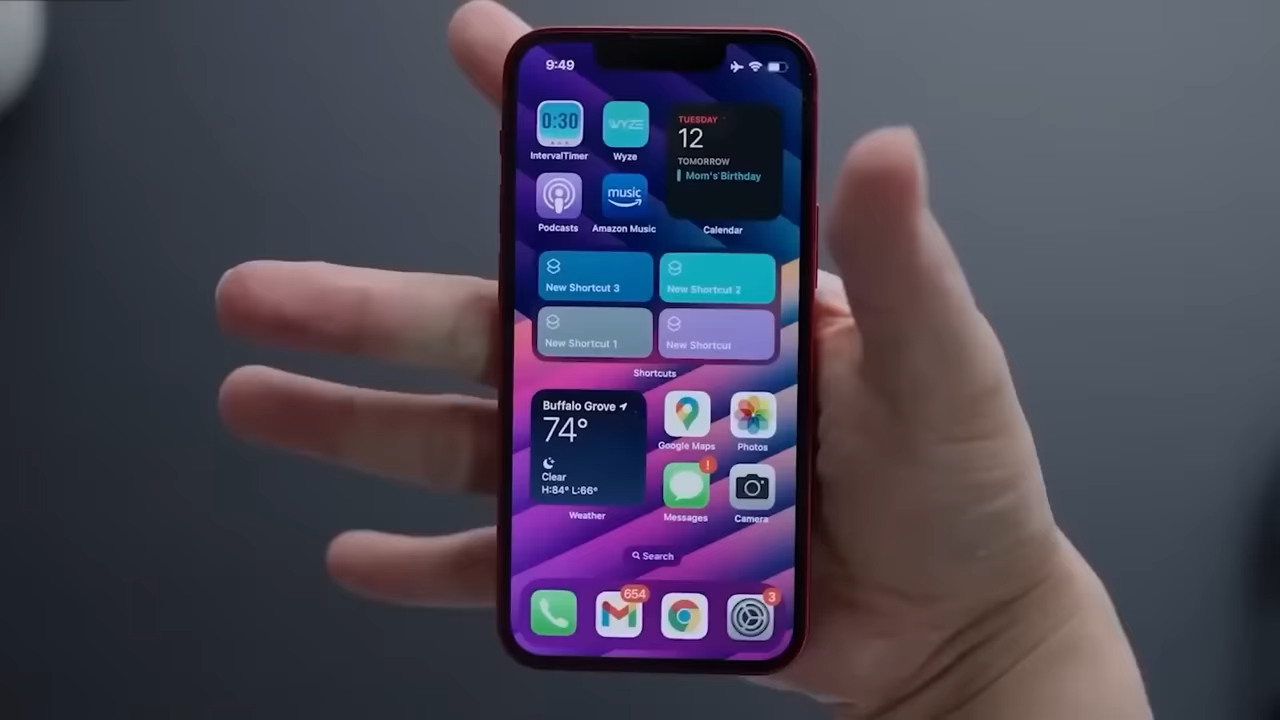 9:49
0:30
IntervalTimer
WYZE
Wyze
TUESDAY
12
TOMORROW
Mom's Birthday
Calendar
Podcasts
music
Amazon Music
New Shortcut 3
New Shortcut 2
New Shortcut 1
New Shortcut
Shortcuts
Buffalo Grove
74°
Clear
H:84° L:66°
Weather
Google Maps
Photos
!
Messages
Camera
Search
654
3